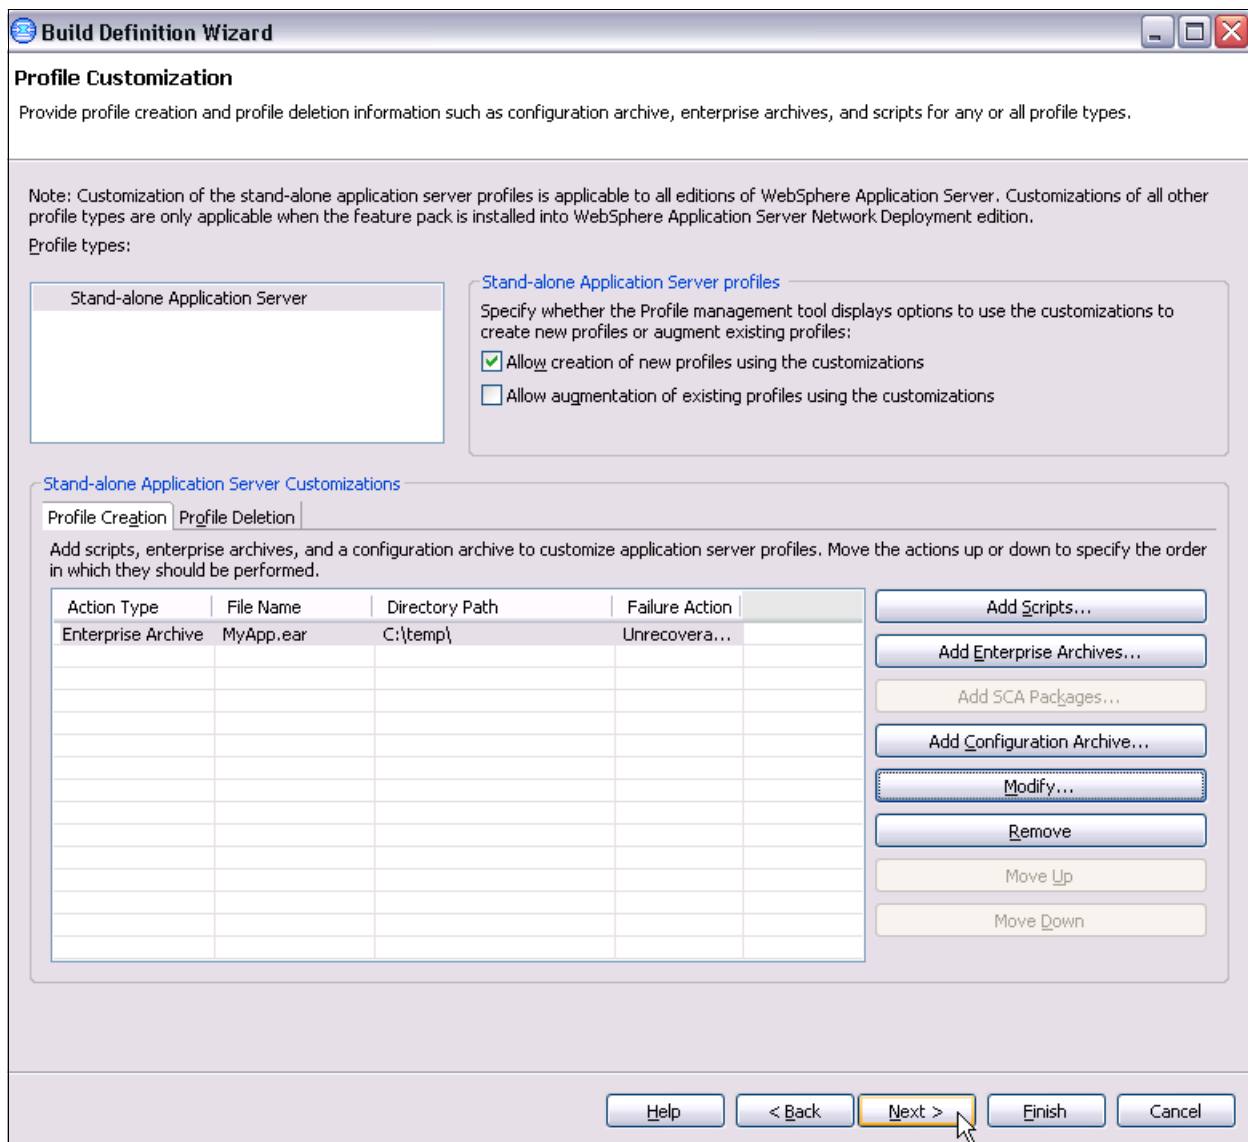 Build Definition Wizard
Profile Customization
Provide profile creation and profile deletion information such as configuration archive, enterprise archives, and scripts for any or all profile types.
Note: Customization of the stand-alone application server profiles is applicable to all editions of WebSphere Application Server. Customizations of all other
profile types are only applicable when the feature pack is installed into WebSphere Application Server Network Deployment edition.
Profile types:
Stand-alone Application Server
Stand-alone Application Server profiles
Specify whether the Profile management tool displays options to use the customizations to
create new profiles or augment existing profiles:
Allow creation of new profiles using the customizations
Allow augmentation of existing profiles using the customizations
Stand-alone Application Server Customizations
Profile Creation Profile Deletion
Add scripts, enterprise archives, and a configuration archive to customize application server profiles. Move the actions up or down to specify the order
in which they should be performed.
Action Type File Name Directory Path Failure Action
Enterprise Archive MyApp.ear C:\temp\ Unrecovera...
Add Scripts...
Add Enterprise Archives...
Add SCA Packages...
Add Configuration Archive...
Modify...
Remove
Move Up
Move Down
Help < Back Next > Finish Cancel